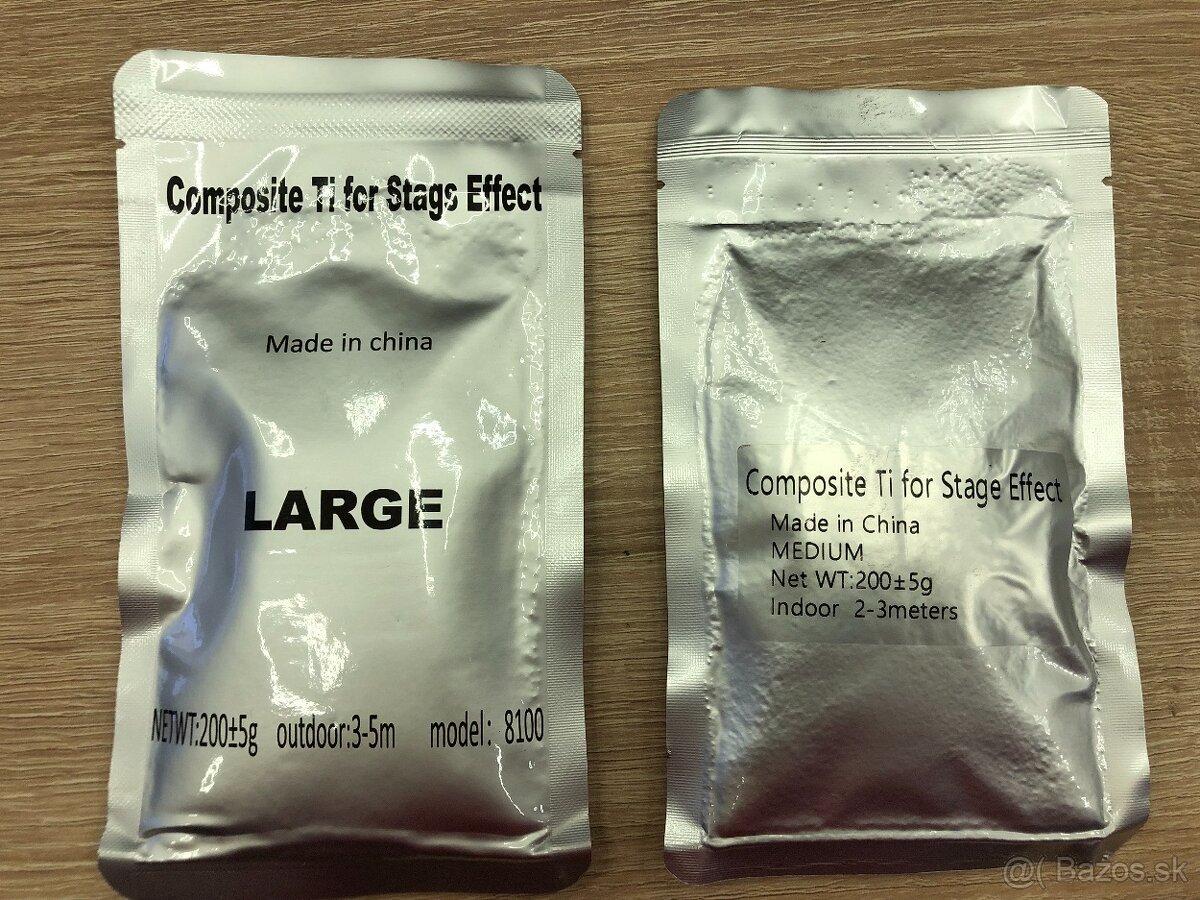 Composite Ti for Stags Effect
Made in china
LARGE
NETWT:200±5g outdoor:3-5m model: 8100
Composite Ti for Stage Effect
Made in China
MEDIUM
Net WT:200±5g
Indoor 2-3meters
@( Bazos.sk